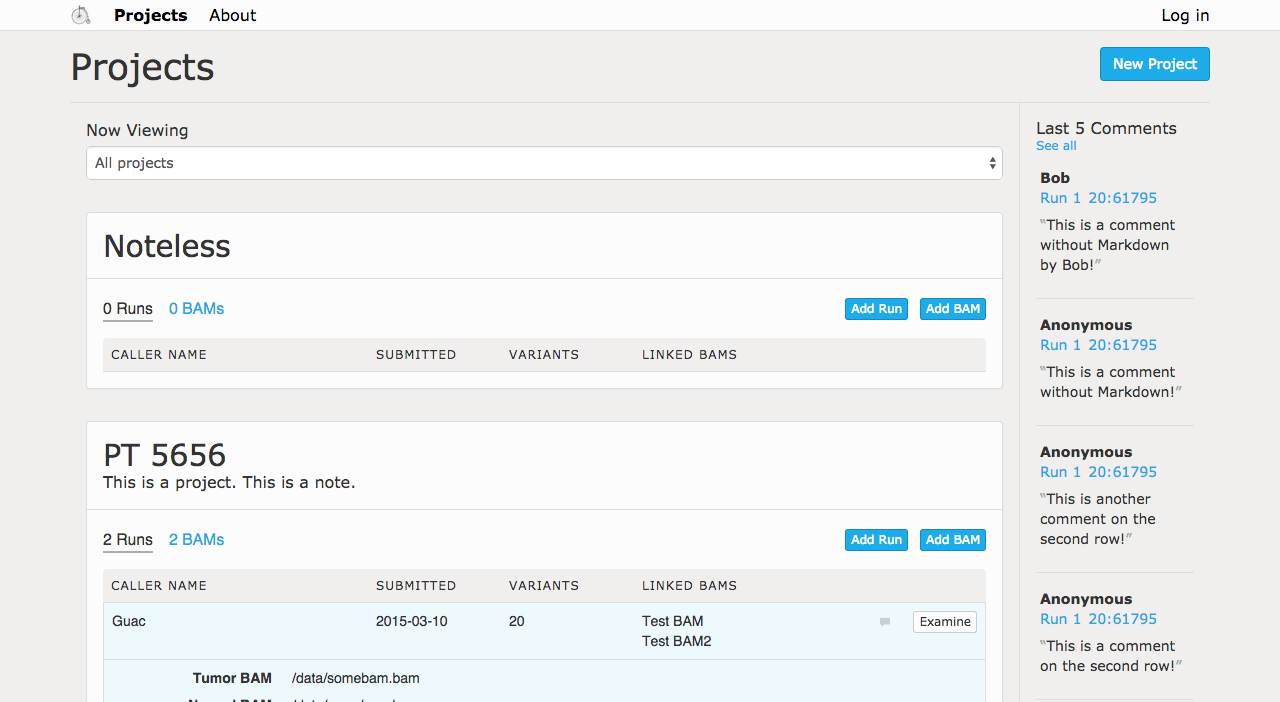 Projects About Log in
Projects
New Project
Now Viewing
All projects
Noteless
0 Runs 0 BAMs Add Run Add BAM
CALLER NAME SUBMITTED VARIANTS LINKED BAMS
PT 5656
This is a project. This is a note.
2 Runs 2 BAMs Add Run Add BAM
CALLER NAME SUBMITTED VARIANTS LINKED BAMS
Guac 2015-03-10 20 Test BAM Examine
Test BAM2
Tumor BAM /data/somebam.bam
Last 5 Comments
See all
Bob
Run 1 20:61795
"This is a comment
without Markdown
by Bob!"
Anonymous
Run 1 20:61795
"This is a comment
without Markdown!"
Anonymous
Run 1 20:61795
"This is another
comment on the
second row!"
Anonymous
Run 1 20:61795
"This is a comment
on the second row!"